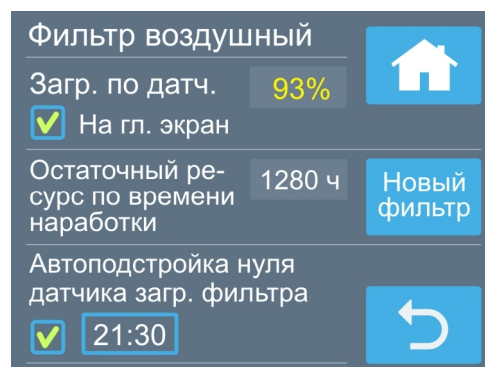 Фильтр воздушный
Загр. по датч. 93%
На гл. экран
Остаточный ре-
сурс по времени
наработки
1280 ч
Новый
фильтр
Автоподстройка нуля
датчика загр. фильтра
21:30